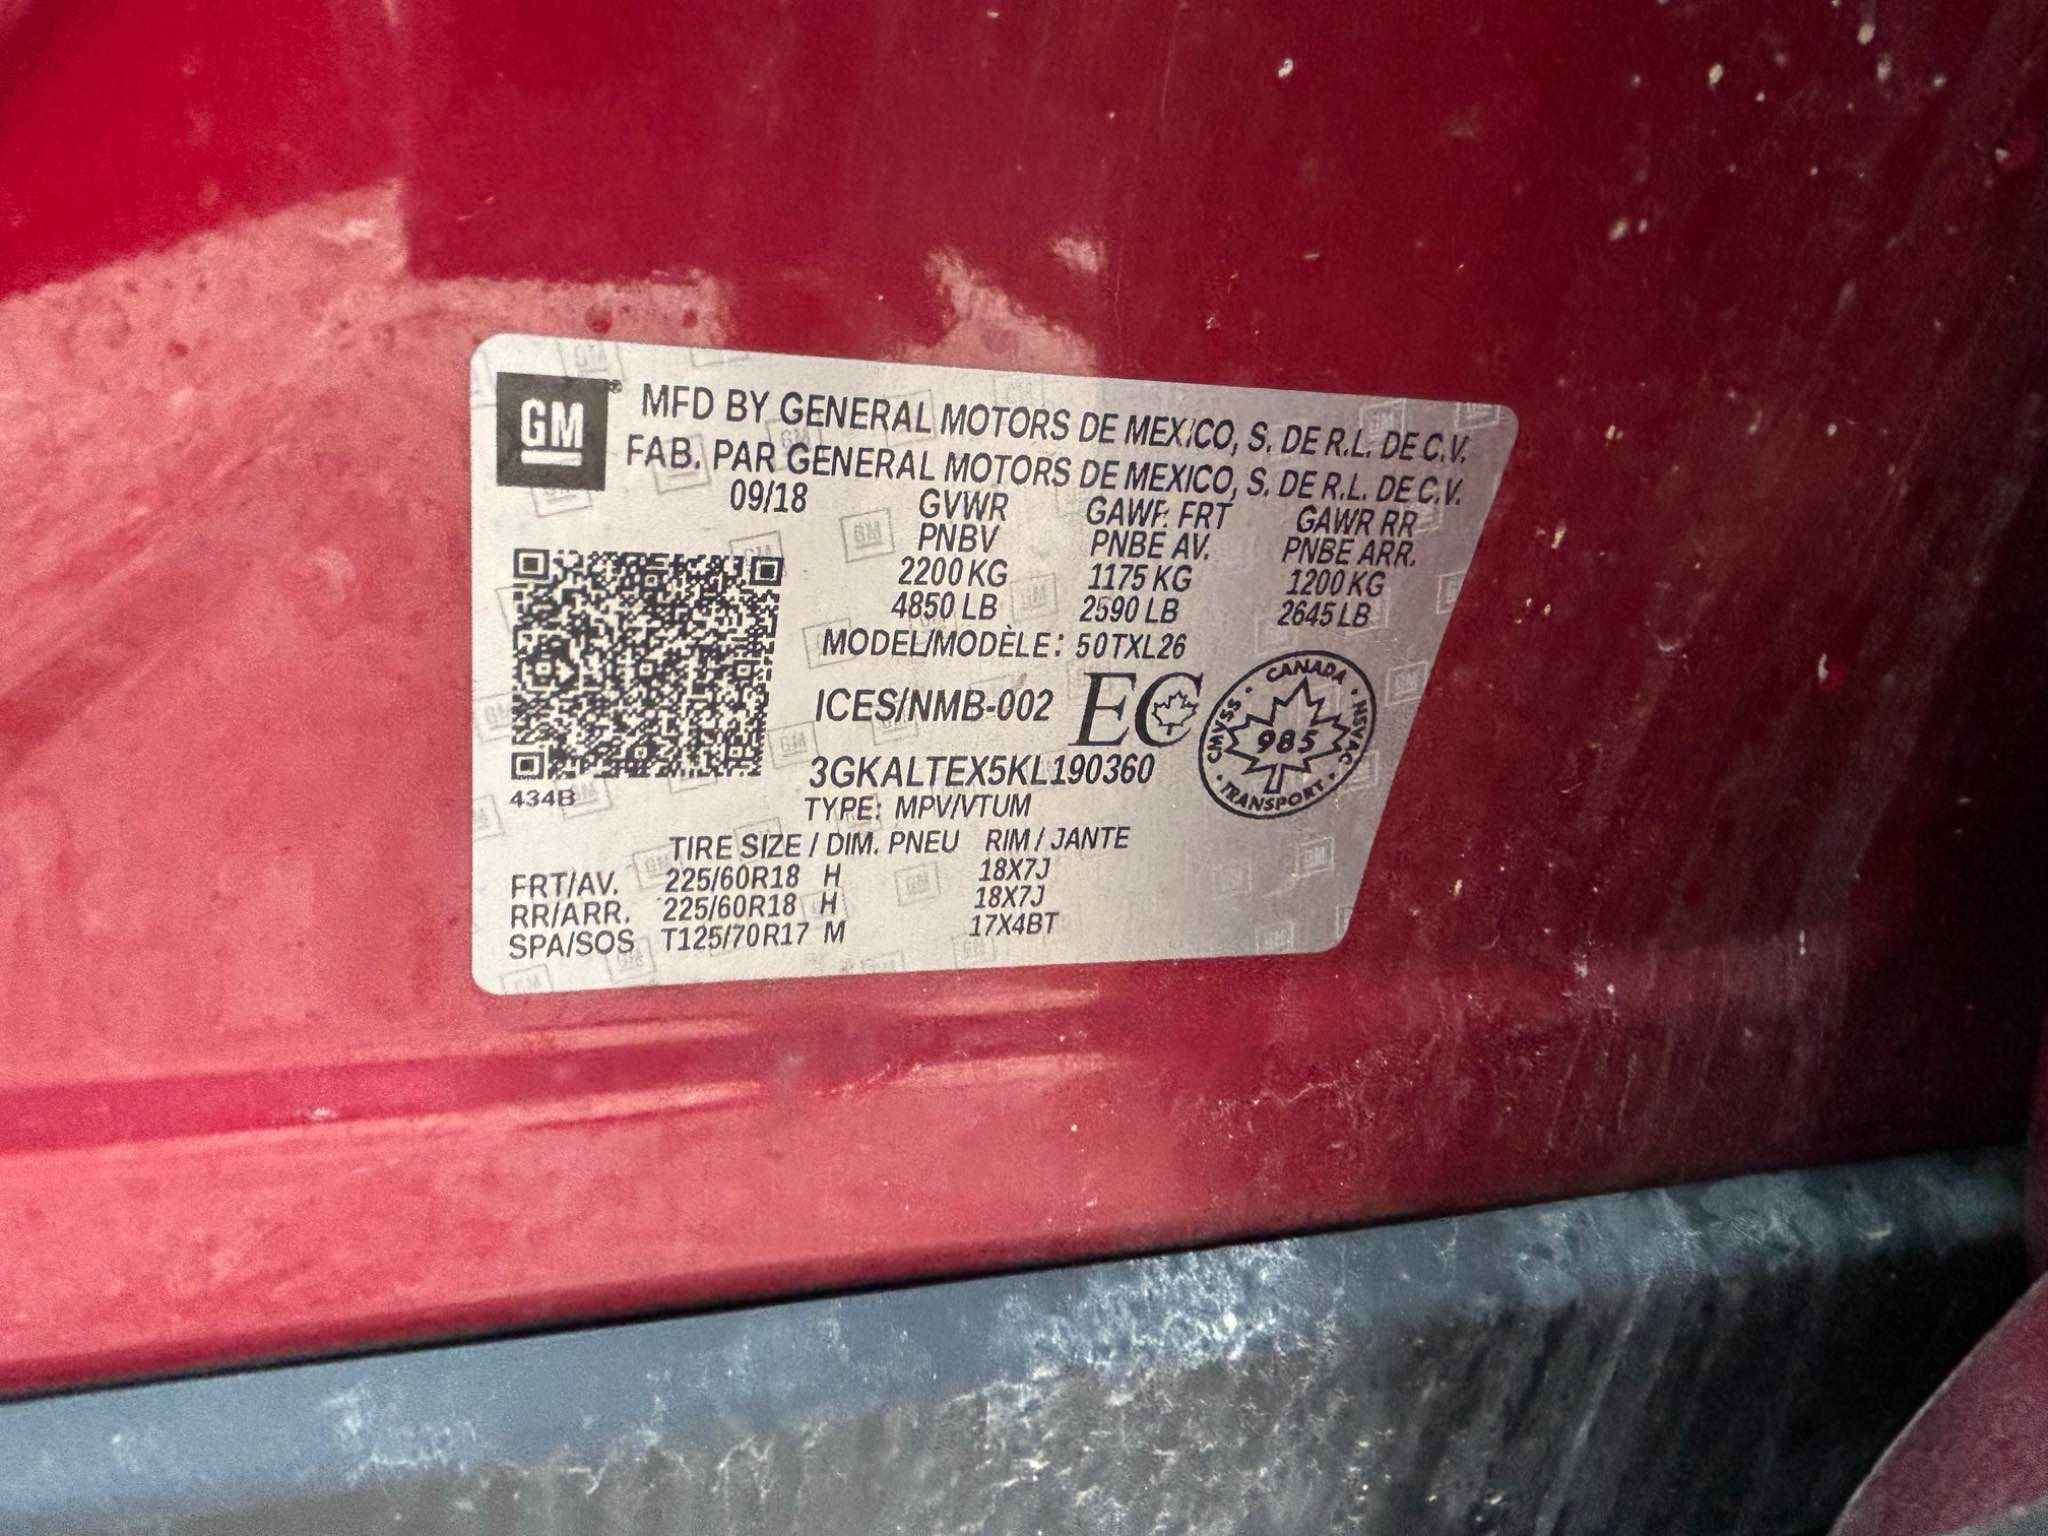 GM® MFD BY GENERAL MOTORS DE MEXICO, S. DE R.L. DE C.V.
FAB. PAR GENERAL MOTORS DE MEXICO, S. DE R.L. DE C.V.
09/18 GVWR GAWR FRT GAWR RR
PNBV PNBE AV. PNBE ARR.
2200 KG 1175 KG 1200 KG
4850 LB 2590 LB 2645 LB
MODEL/MODÈLE: 50TXL26
ICES/NMB-002 EC
CANADA · NSVAC · TRANSPORT · CMVSS ·
985
3GKALTEX5KL190360
434B
TYPE: MPV/VTUM
TIRE SIZE / DIM. PNEU RIM / JANTE
FRT/AV. 225/60R18 H 18X7J
RR/ARR. 225/60R18 H 18X7J
SPA/SOS T125/70R17 M 17X4BT